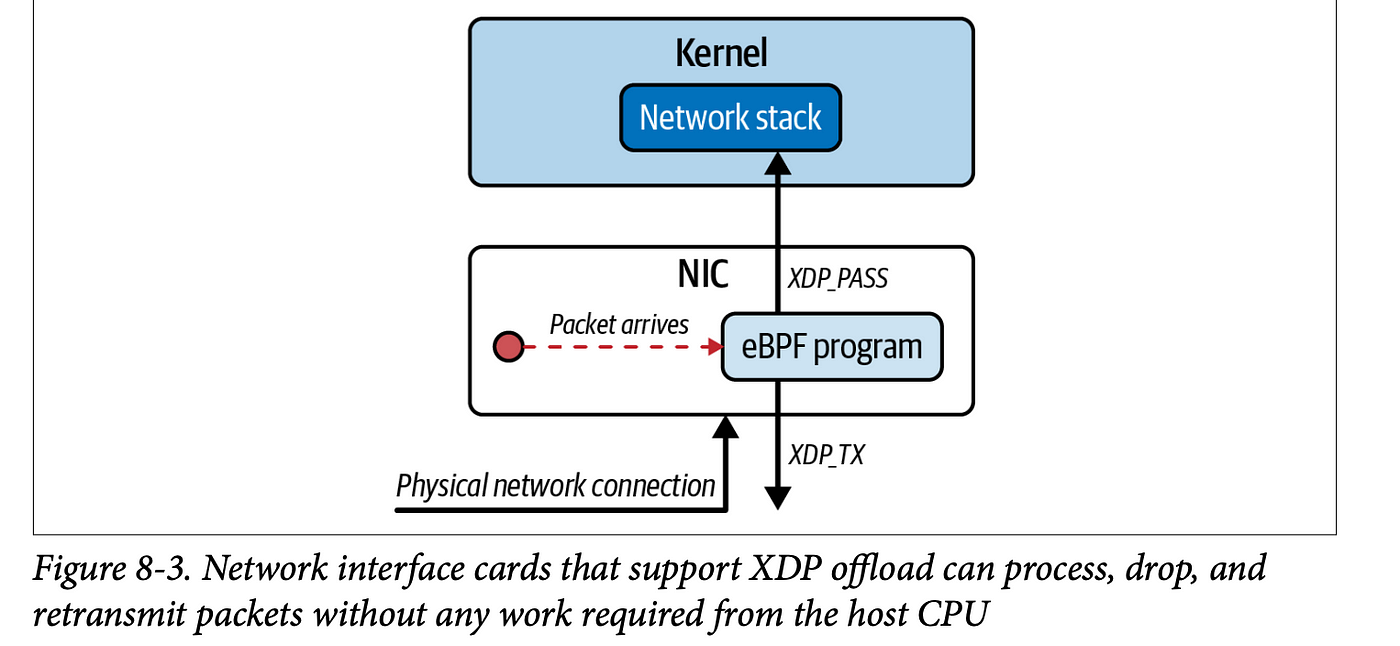 Kernel
Network stack
NIC
XDP_PASS
Packet arrives
eBPF program
XDP_TX
Physical network connection
Figure 8-3. Network interface cards that support XDP offload can process, drop, and
retransmit packets without any work required from the host CPU